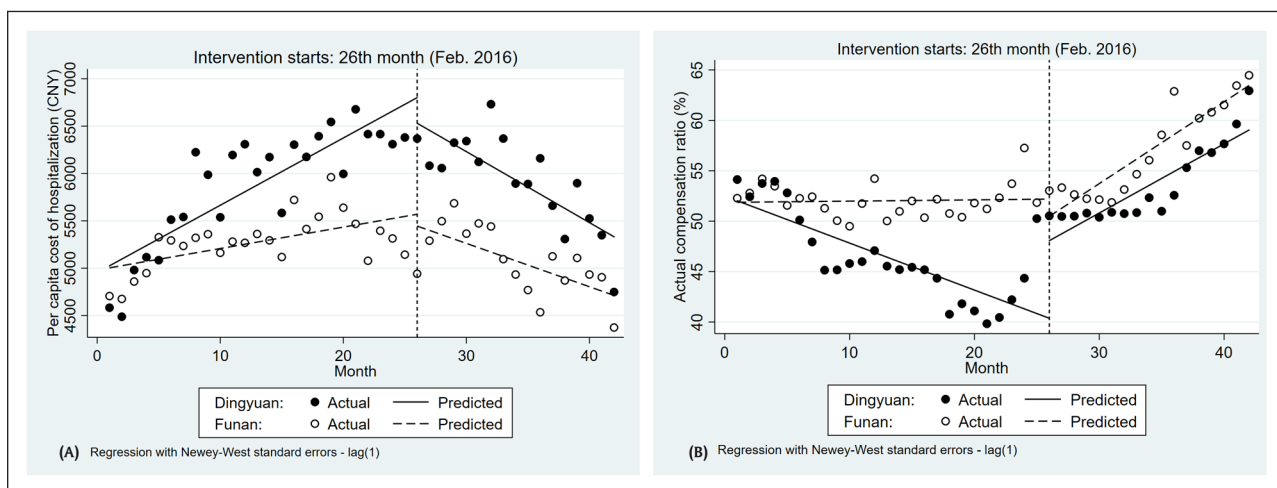 Intervention starts: 26th month (Feb. 2016)
Per capita cost of hospitalization (CNY)
7000
6500
6000
5500
5000
4500
0 10 20 30 40
Month
Dingyuan: Actual Predicted
Funan: Actual Predicted
(A) Regression with Newey-West standard errors - lag(1)
Intervention starts: 26th month (Feb. 2016)
Actual compensation ratio (%)
65
60
55
50
45
40
0 10 20 30 40
Month
Dingyuan: Actual Predicted
Funan: Actual Predicted
(B) Regression with Newey-West standard errors - lag(1)